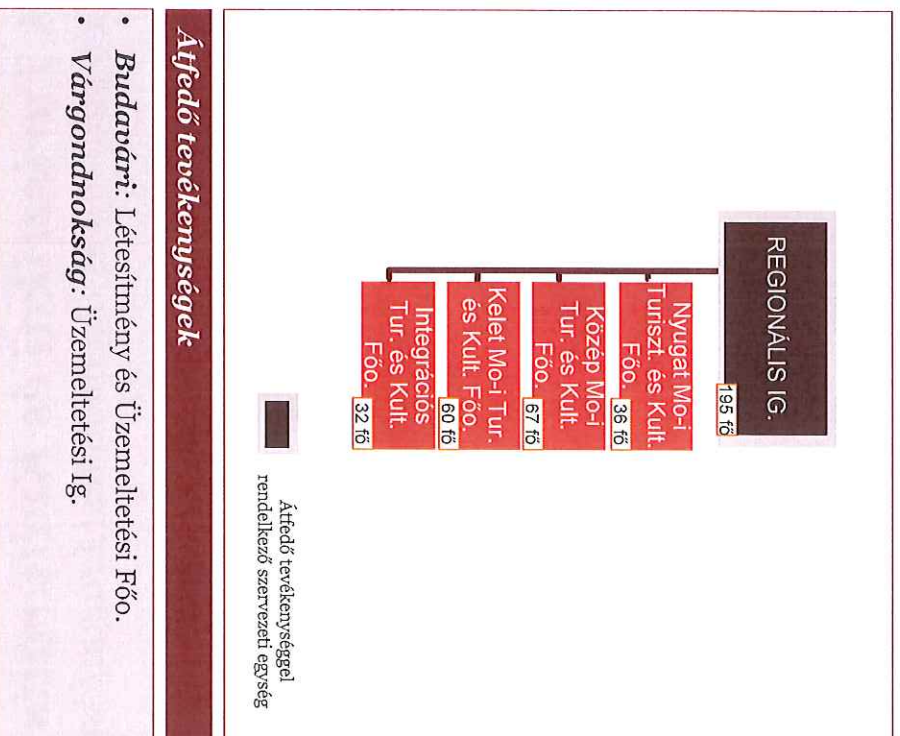 REGIONÁLIS IG.
195 fő
Nyugat Mo-i
Turiszt. és Kult.
Főo.
36 fő
Közép Mo-i
Tur. és Kult.
Főo.
67 fő
Kelet Mo-i Tur.
és Kult. Főo.
60 fő
Integrációs
Tur. és Kult.
Főo.
32 fő
Átfedő tevékenységgel
rendelkező szervezeti egység
Átfedő tevékenységek
• Budavári: Létesítmény és Üzemeltetési Főo.
• Várgondnokság: Üzemeltetési Ig.